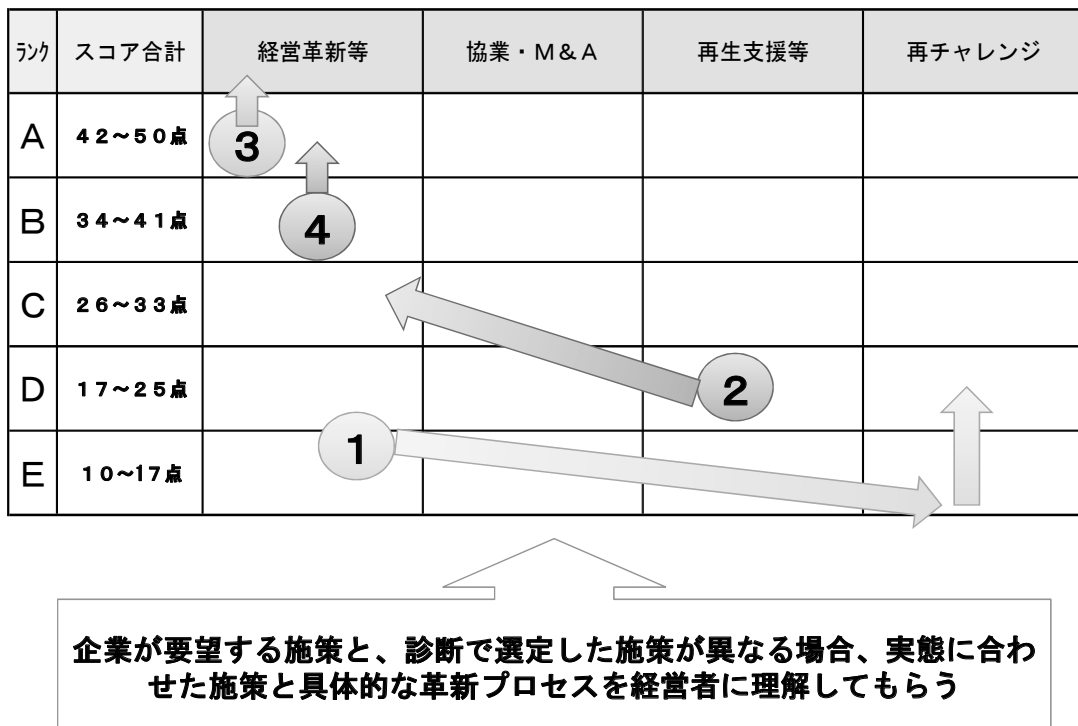 ランク スコア合計 経営革新等 協業・M&A 再生支援等 再チャレンジ
A 42～50点 3
B 34～41点 4
C 26～33点
D 17～25点 2
1
E 10～17点
企業が要望する施策と、診断で選定した施策が異なる場合、実態に合わ
せた施策と具体的な革新プロセスを経営者に理解してもらう